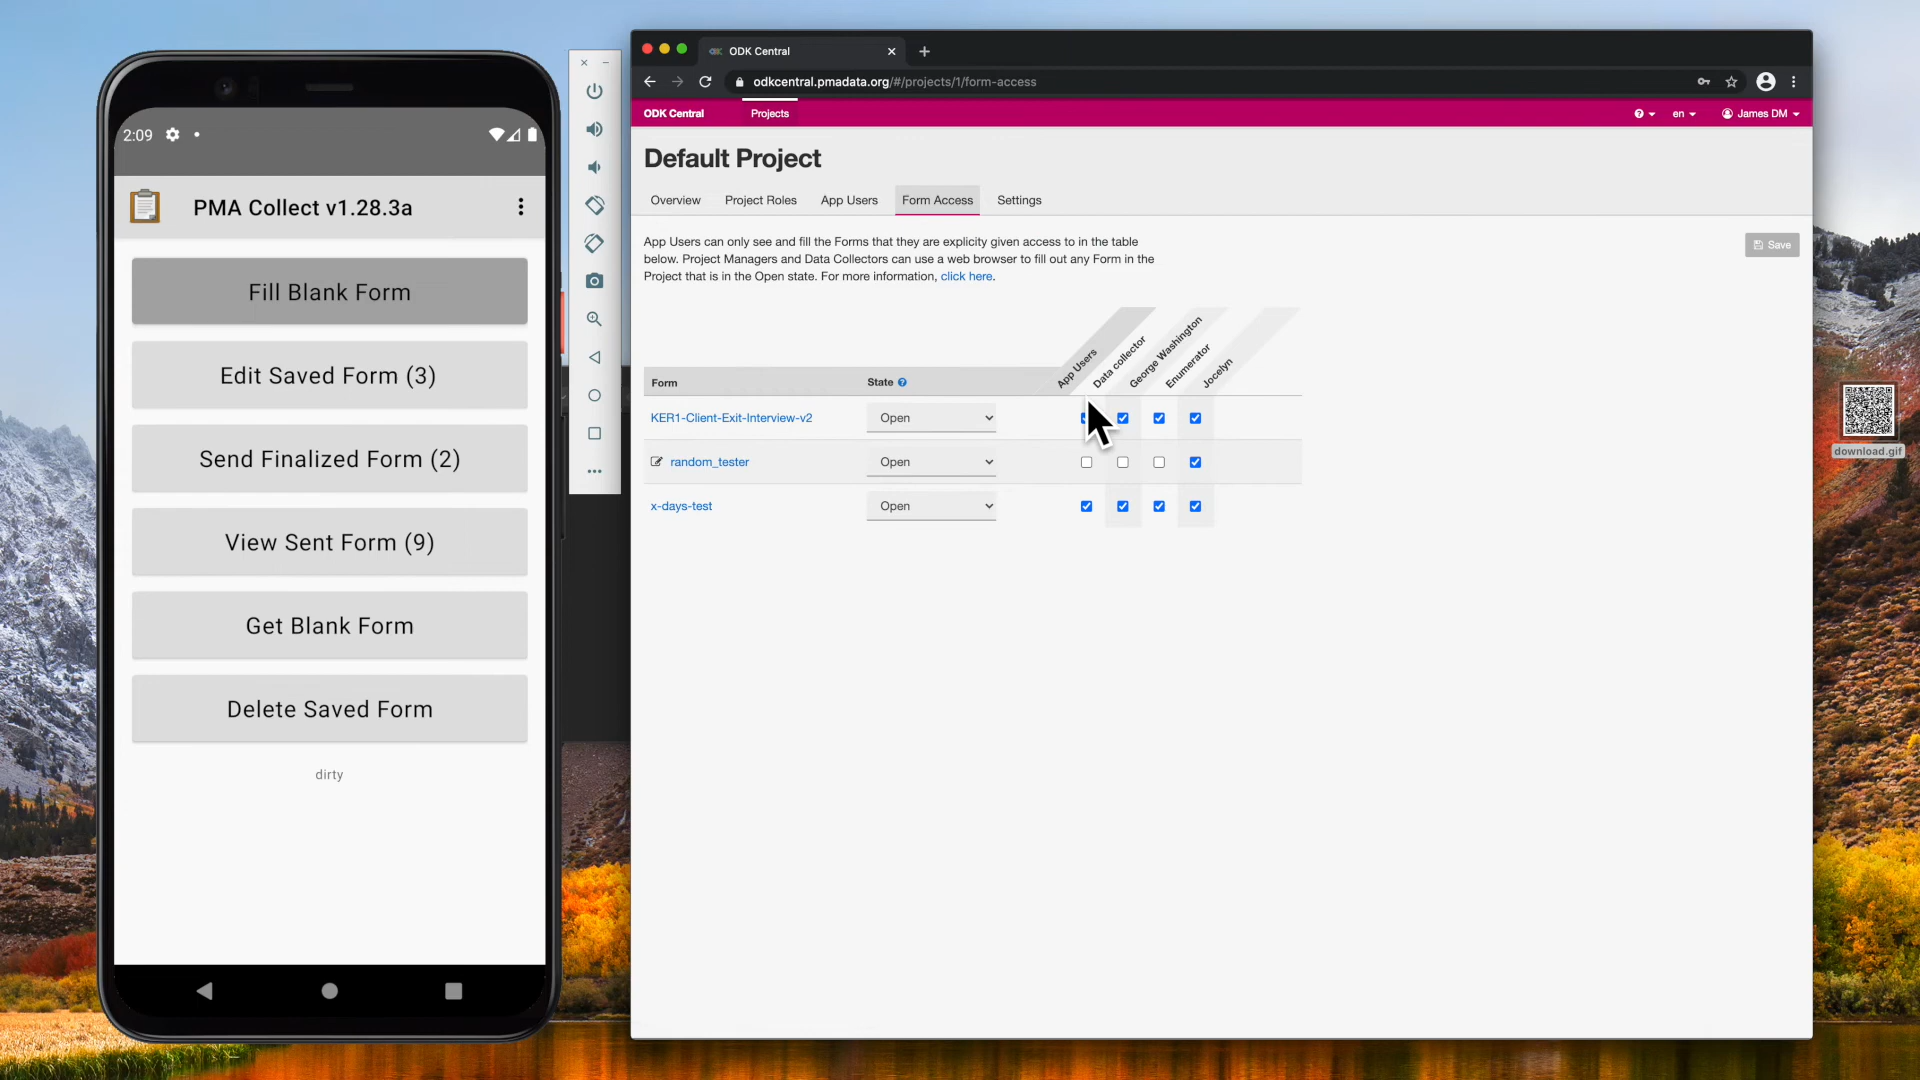 2:09
PMA Collect v1.28.3a
Fill Blank Form
Edit Saved Form (3)
Send Finalized Form (2)
View Sent Form (9)
Get Blank Form
Delete Saved Form
dirty
ODK Central
odkcentral.pmadata.org/#/projects/1/form-access
ODK Central Projects en James DM
Default Project
Overview Project Roles App Users Form Access Settings
App Users can only see and fill the Forms that they are explicity given access to in the table
below. Project Managers and Data Collectors can use a web browser to fill out any Form in the
Project that is in the Open state. For more information, click here.
Save
Form State App Users Data collector George Washington Enumerator Jocelyn
KER1-Client-Exit-Interview-v2 Open
random_tester Open
x-days-test Open
download.gif